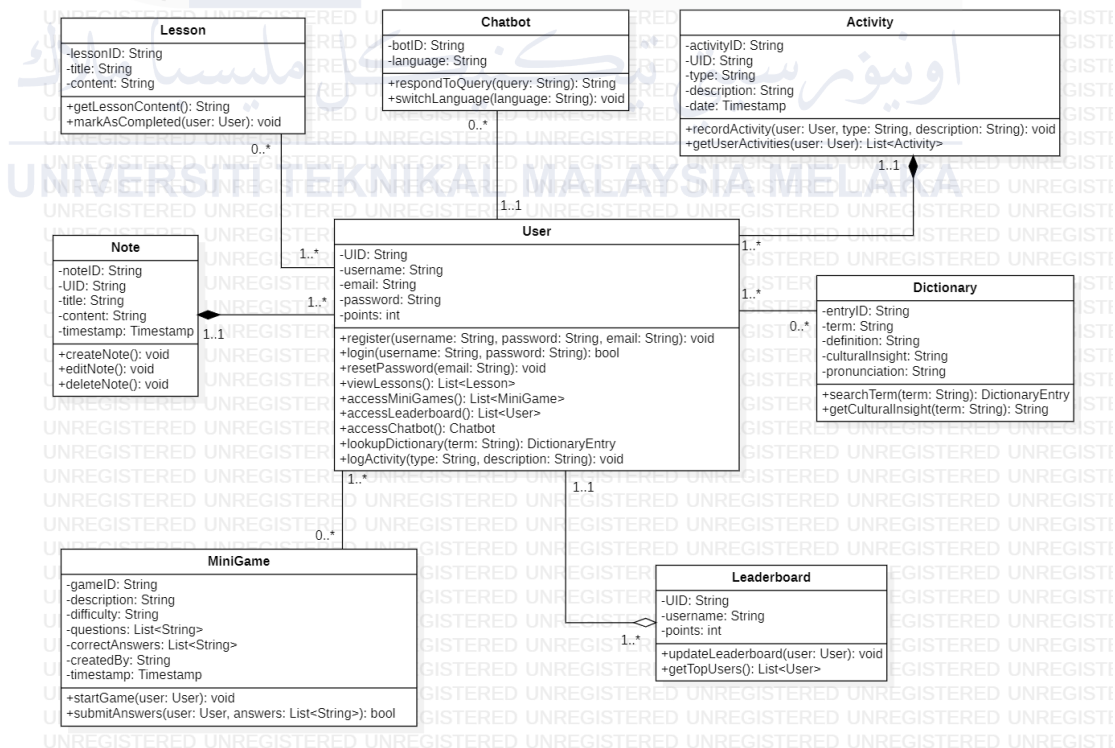 Lesson
-lessonID: String
-title: String
-content: String
+getLessonContent(): String
+markAsCompleted(user: User): void
0..*
1..*
Chatbot
-botID: String
-language: String
+respondToQuery(query: String): String
+switchLanguage(language: String): void
0..*
1..1
Activity
-activityID: String
-UID: String
-type: String
-description: String
-date: Timestamp
+recordActivity(user: User, type: String, description: String): void
+getUserActivities(user: User): List<Activity>
1..1
1..*
اونيۏرسيتي تيكنيكل مليسيا ملاك
UNIVERSITI TEKNIKAL MALAYSIA MELAKA
Note
-noteID: String
-UID: String
-title: String
-content: String
-timestamp: Timestamp
+createNote(): void
+editNote(): void
+deleteNote(): void
1..1
1..*
User
-UID: String
-username: String
-email: String
-password: String
-points: int
+register(username: String, password: String, email: String): void
+login(username: String, password: String): bool
+resetPassword(email: String): void
+viewLessons(): List<Lesson>
+accessMiniGames(): List<MiniGame>
+accessLeaderboard(): List<User>
+accessChatbot(): Chatbot
+lookupDictionary(term: String): DictionaryEntry
+logActivity(type: String, description: String): void
1..*
0..*
Dictionary
-entryID: String
-term: String
-definition: String
-culturalInsight: String
-pronunciation: String
+searchTerm(term: String): DictionaryEntry
+getCulturalInsight(term: String): String
1..*
0..*
MiniGame
-gameID: String
-description: String
-difficulty: String
-questions: List<String>
-correctAnswers: List<String>
-createdBy: String
-timestamp: Timestamp
+startGame(user: User): void
+submitAnswers(user: User, answers: List<String>): bool
1..1
1..*
Leaderboard
-UID: String
-username: String
-points: int
+updateLeaderboard(user: User): void
+getTopUsers(): List<User>
UNREGISTERED